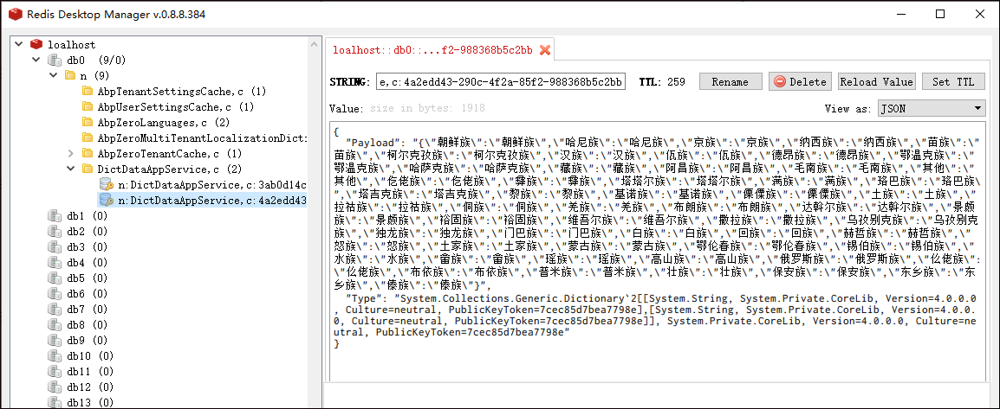 Redis Desktop Manager v.0.8.8.384
loalhost
db0 (9/0)
n (9)
AbpTenantSettingsCache,c (1)
AbpUserSettingsCache,c (1)
AbpZeroLanguages,c (2)
AbpZeroMultiTenantLocalizationDicti
AbpZeroTenantCache,c (1)
DictDataAppService,c (2)
n:DictDataAppService,c:3ab0d14c
n:DictDataAppService,c:4a2edd43
db1 (0)
db2 (0)
db3 (0)
db4 (0)
db5 (0)
db6 (0)
db7 (0)
db8 (0)
db9 (0)
db10 (0)
db11 (0)
db12 (0)
db13 (0)
loalhost::db0::...f2-988368b5c2bb
STRING: e,c:4a2edd43-290c-4f2a-85f2-988368b5c2bb TTL: 259 Rename Delete Reload Value Set TTL
Value: size in bytes: 1918 View as: JSON
{
"Payload": "{\"朝鲜族\":\"朝鲜族\",\"哈尼族\":\"哈尼族\",\"京族\":\"京族\",\"纳西族\":\"纳西族\",\"苗族\":\"
苗族\",\"柯尔克孜族\":\"柯尔克孜族\",\"汉族\":\"汉族\",\"佤族\":\"佤族\",\"德昂族\":\"德昂族\",\"鄂温克族\":\"
鄂温克族\",\"哈萨克族\":\"哈萨克族\",\"藏族\":\"藏族\",\"阿昌族\":\"阿昌族\",\"毛南族\":\"毛南族\",\"其他\":\"
其他\",\"仡佬族\":\"仡佬族\",\"彝族\":\"彝族\",\"塔塔尔族\":\"塔塔尔族\",\"满族\":\"满族\",\"珞巴族\":\"珞巴族
\",\"塔吉克族\":\"塔吉克族\",\"黎族\":\"黎族\",\"基诺族\":\"基诺族\",\"傈僳族\":\"傈僳族\",\"土族\":\"土族\",\"
拉祜族\":\"拉祜族\",\"侗族\":\"侗族\",\"羌族\":\"羌族\",\"布朗族\":\"布朗族\",\"达斡尔族\":\"达斡尔族\",\"景颇
族\":\"景颇族\",\"裕固族\":\"裕固族\",\"维吾尔族\":\"维吾尔族\",\"撒拉族\":\"撒拉族\",\"乌孜别克族\":\"乌孜别克
族\",\"独龙族\":\"独龙族\",\"门巴族\":\"门巴族\",\"白族\":\"白族\",\"回族\":\"回族\",\"赫哲族\":\"赫哲族\",\"
怒族\":\"怒族\",\"土家族\":\"土家族\",\"蒙古族\":\"蒙古族\",\"鄂伦春族\":\"鄂伦春族\",\"锡伯族\":\"锡伯族\",\"
水族\":\"水族\",\"畲族\":\"畲族\",\"瑶族\":\"瑶族\",\"高山族\":\"高山族\",\"俄罗斯族\":\"俄罗斯族\",\"仫佬族\":
\"仫佬族\",\"布依族\":\"布依族\",\"普米族\":\"普米族\",\"壮族\":\"壮族\",\"保安族\":\"保安族\",\"东乡族\":\"东
乡族\",\"傣族\":\"傣族\"}",
"Type": "System.Collections.Generic.Dictionary`2[[System.String, System.Private.CoreLib, Version=4.0.0.0
, Culture=neutral, PublicKeyToken=7cec85d7bea7798e],[System.String, System.Private.CoreLib, Version=4.0.0.
0, Culture=neutral, PublicKeyToken=7cec85d7bea7798e]], System.Private.CoreLib, Version=4.0.0.0, Culture=ne
utral, PublicKeyToken=7cec85d7bea7798e"
}